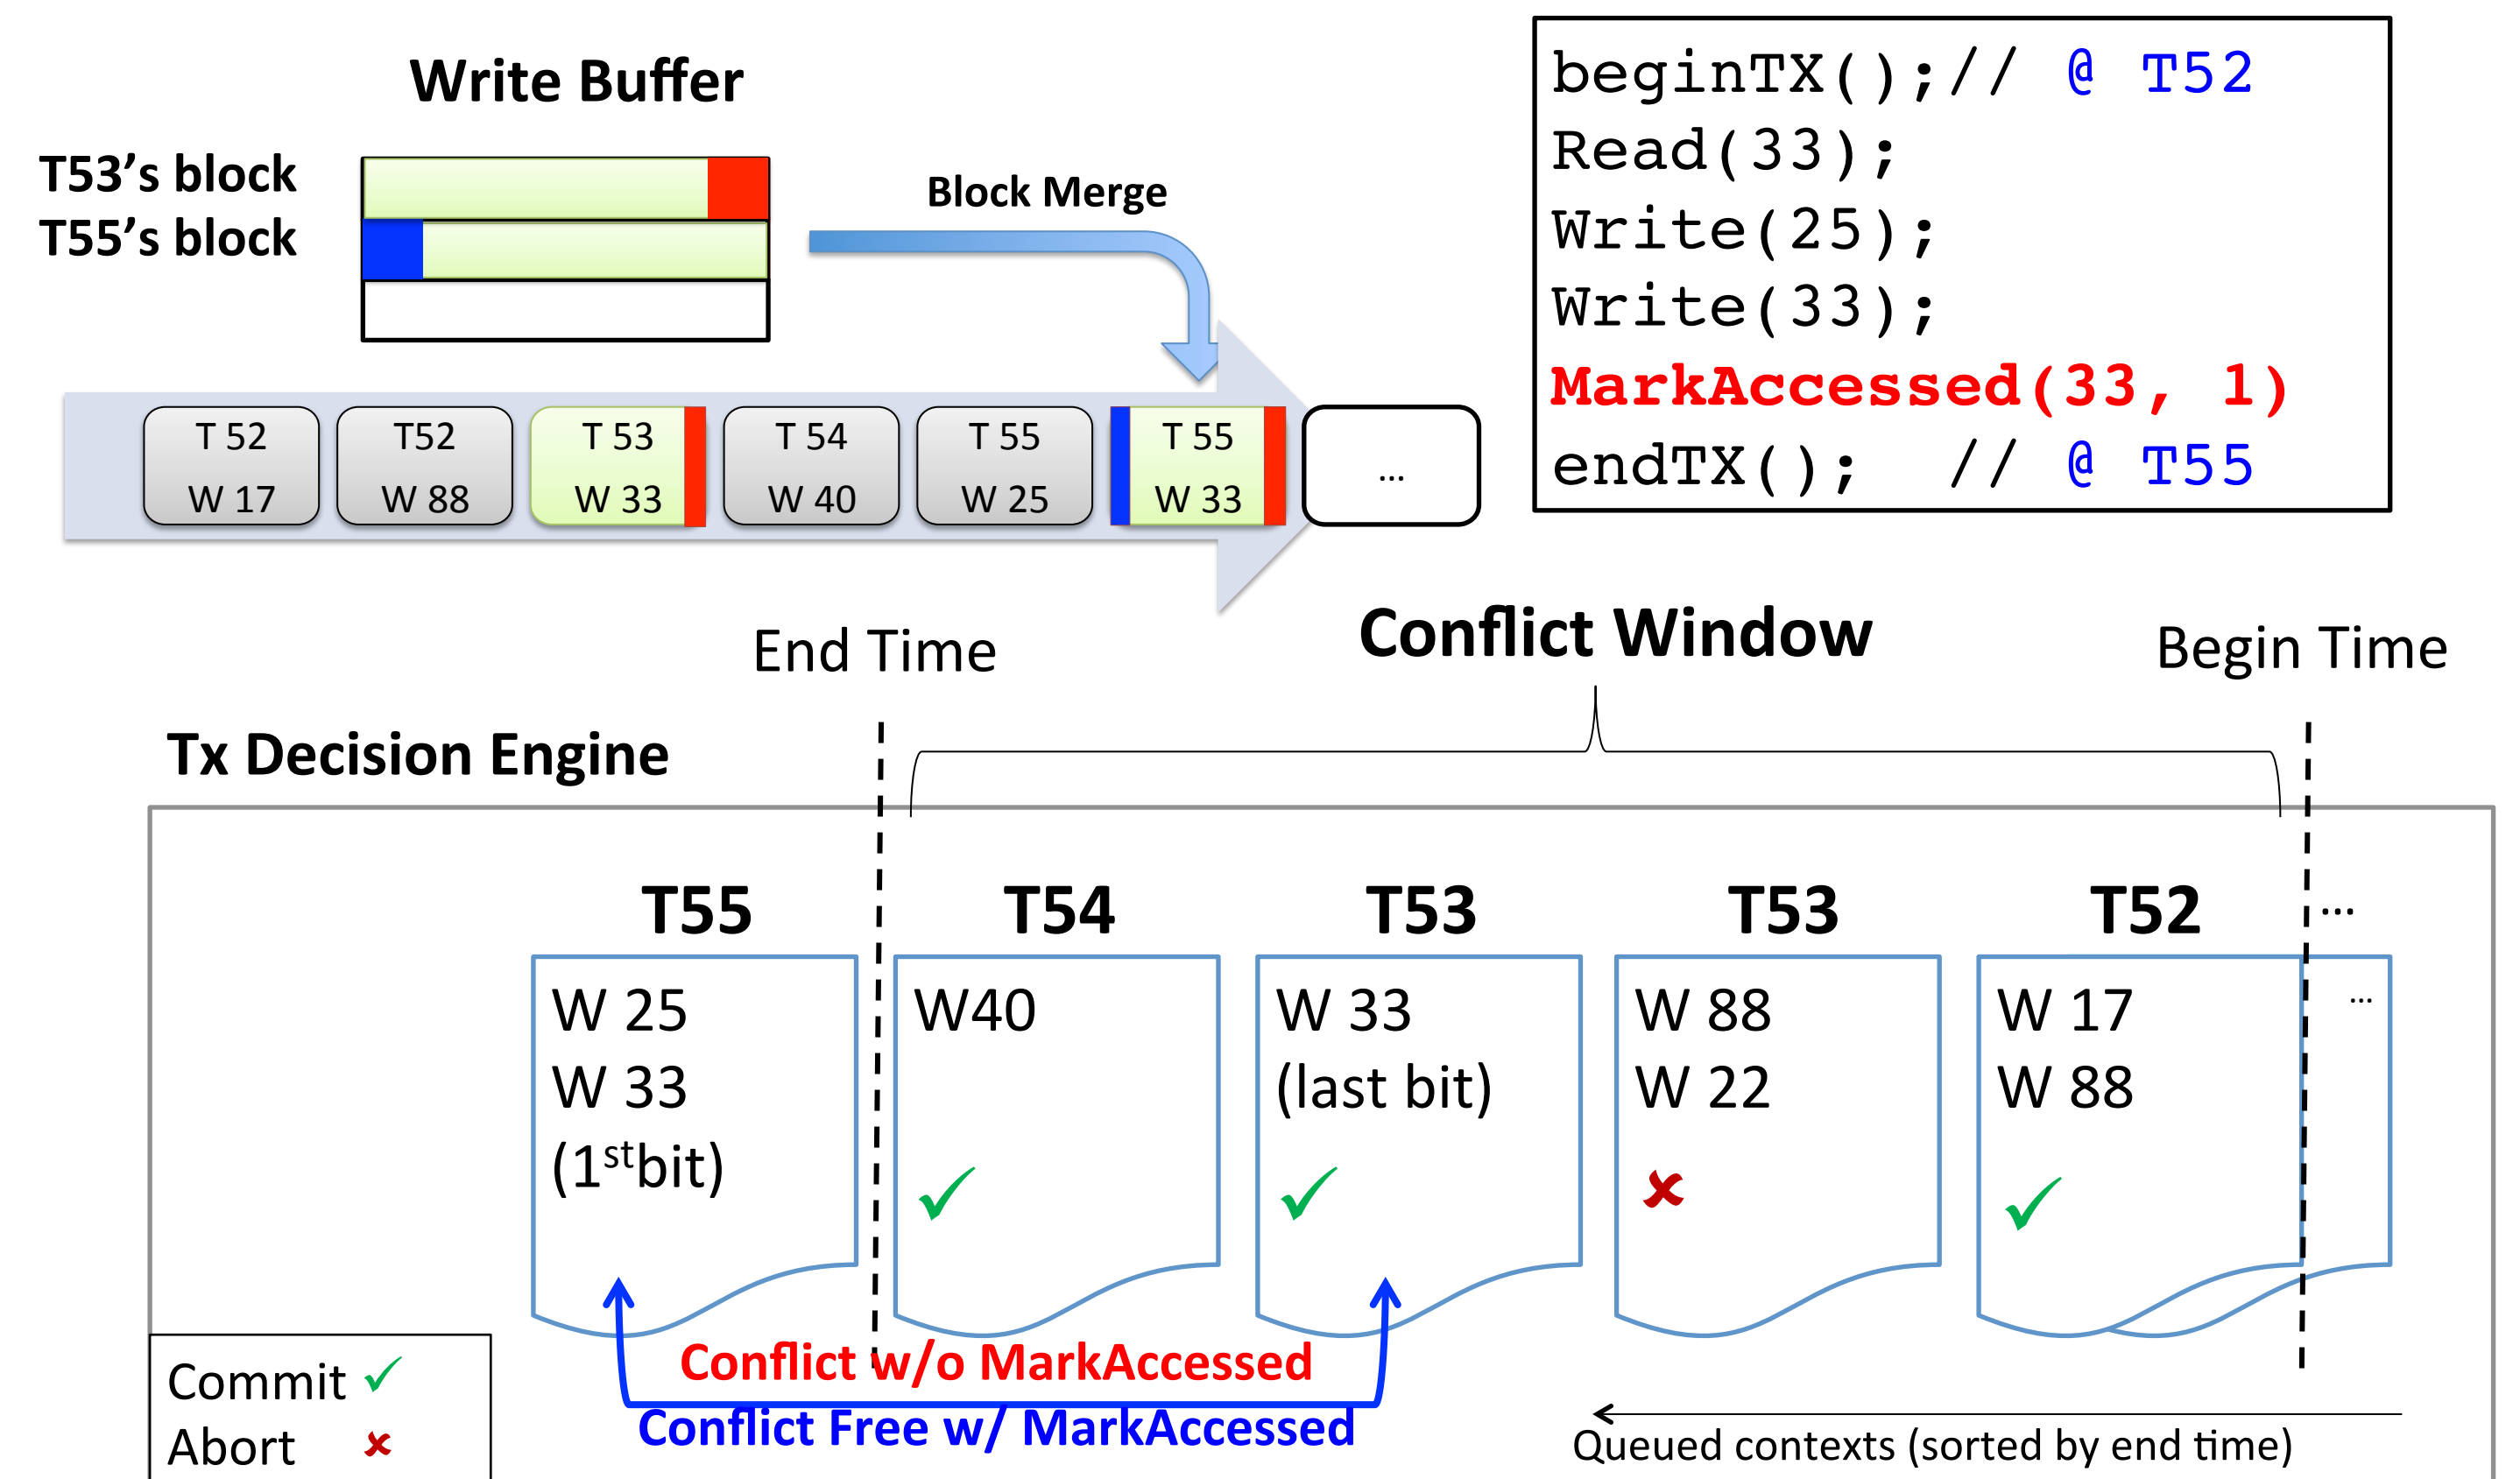 Write Buffer
T53's block
T55's block
Block Merge
beginTX();// @ T52
Read(33);
Write(25);
Write(33);
MarkAccessed(33, 1)
endTX();  // @ T55
T 52
W 17
T52
W 88
T 53
W 33
T 54
W 40
T 55
W 25
T 55
W 33
...
End Time
Conflict Window
Begin Time
Tx Decision Engine
T55
T54
T53
T53
T52
...
W 25
W 33
(1st bit)
W40
W 33
(last bit)
W 88
W 22
W 17
W 88
...
Conflict w/o MarkAccessed
Conflict Free w/ MarkAccessed
Commit ✓
Abort ✘
Queued contexts (sorted by end time)